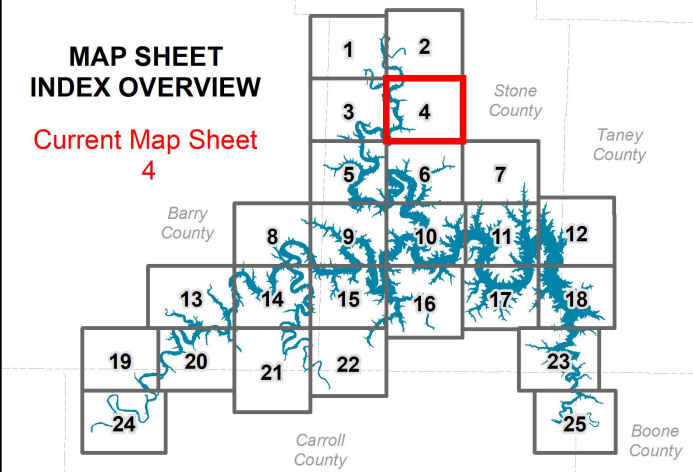 MAP SHEET
INDEX OVERVIEW
Current Map Sheet
4
1
2
3
4
Stone
County
Taney
County
5
6
7
Barry
County
8
9
10
11
12
13
14
15
16
17
18
19
20
21
22
23
24
25
Carroll
County
Boone
County